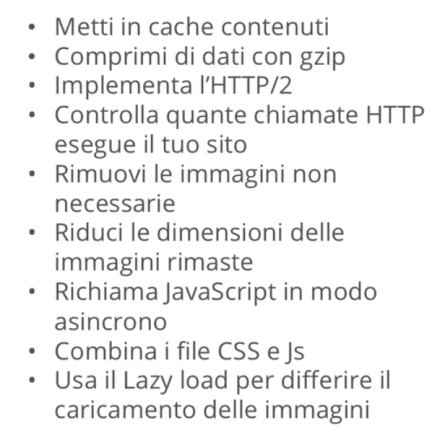 • Metti in cache contenuti
• Comprimi di dati con gzip
• Implementa l'HTTP/2
• Controlla quante chiamate HTTP
esegue il tuo sito
• Rimuovi le immagini non
necessarie
• Riduci le dimensioni delle
immagini rimaste
• Richiama JavaScript in modo
asincrono
• Combina i file CSS e Js
• Usa il Lazy load per differire il
caricamento delle immagini